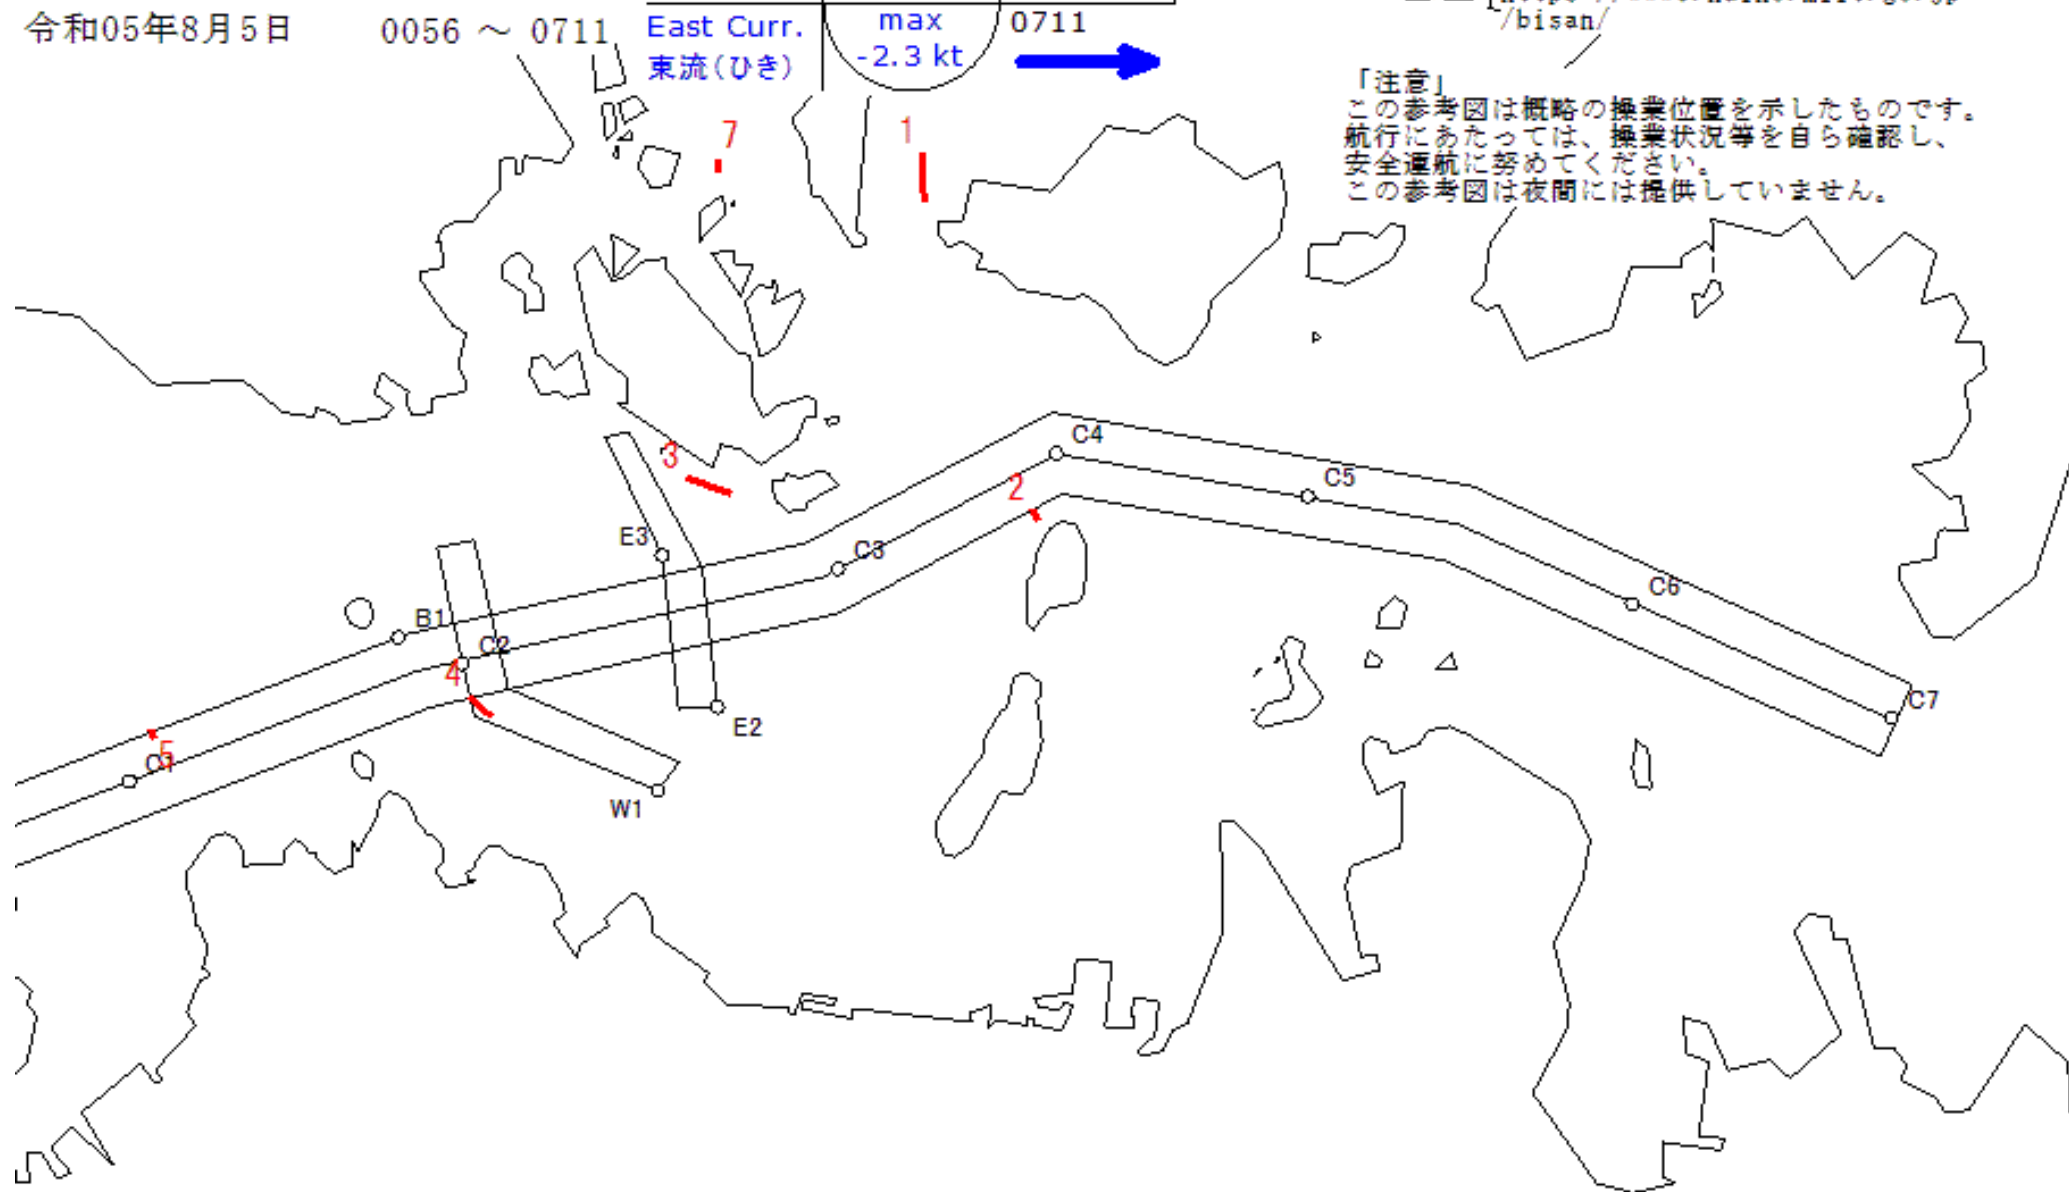 令和05年8月5日 0056 ～ 0711
East Curr.
東流(ひき)
max
-2.3 kt
0711
/bisan/
「注意」
この参考図は概略の操業位置を示したものです。
航行にあたっては、操業状況等を自ら確認し、
安全運航に努めてください。
この参考図は夜間には提供していません。
7
1
3
2
C4
C5
E3
C3
C6
B1
C2
4
E2
C7
5
C1
W1